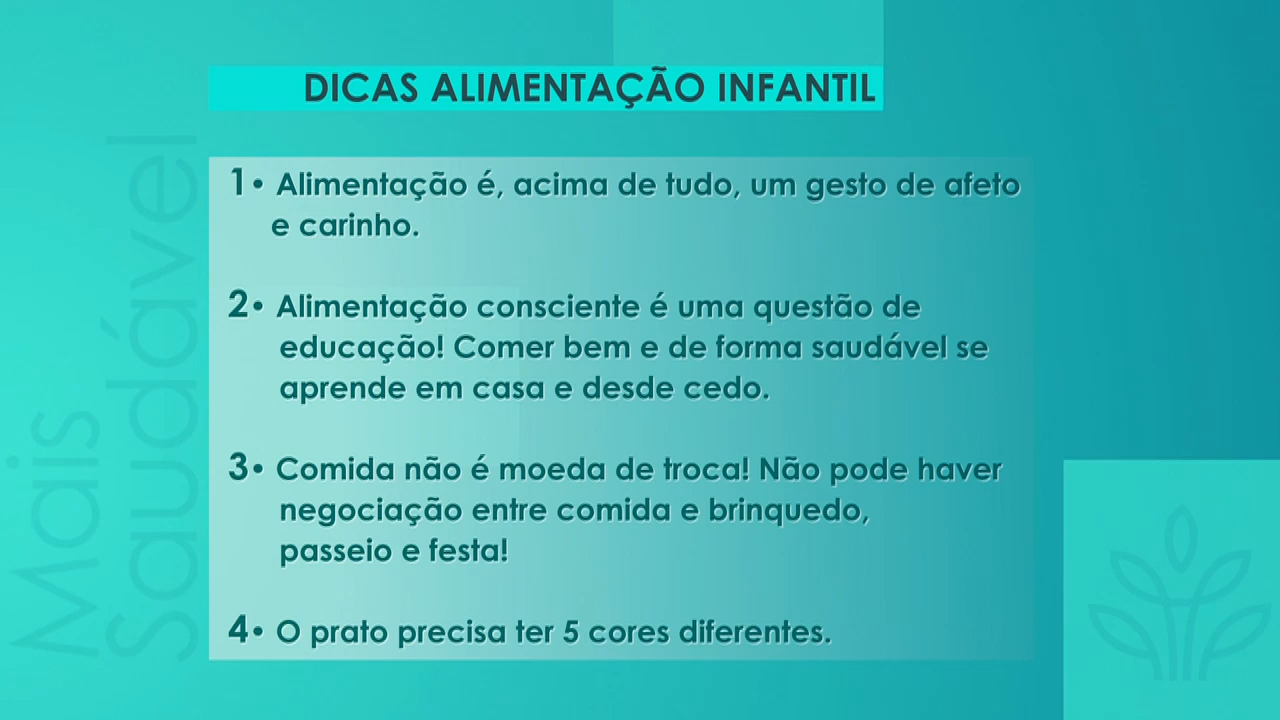 DICAS ALIMENTAÇÃO INFANTIL
1• Alimentação é, acima de tudo, um gesto de afeto
e carinho.
2• Alimentação consciente é uma questão de
educação! Comer bem e de forma saudável se
aprende em casa e desde cedo.
3• Comida não é moeda de troca! Não pode haver
negociação entre comida e brinquedo,
passeio e festa!
4• O prato precisa ter 5 cores diferentes.
Mais
Saudável